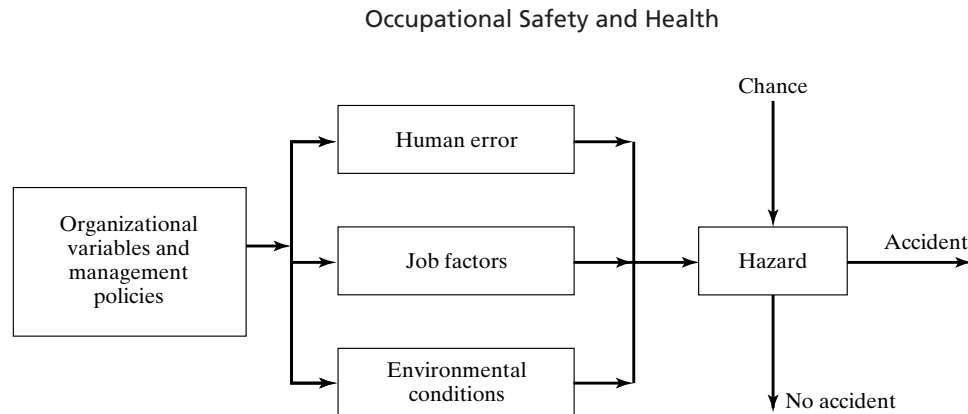 Occupational Safety and Health
Chance
Human error
Organizational
variables and
management
policies
Job factors
Hazard
Accident
Environmental
conditions
No accident